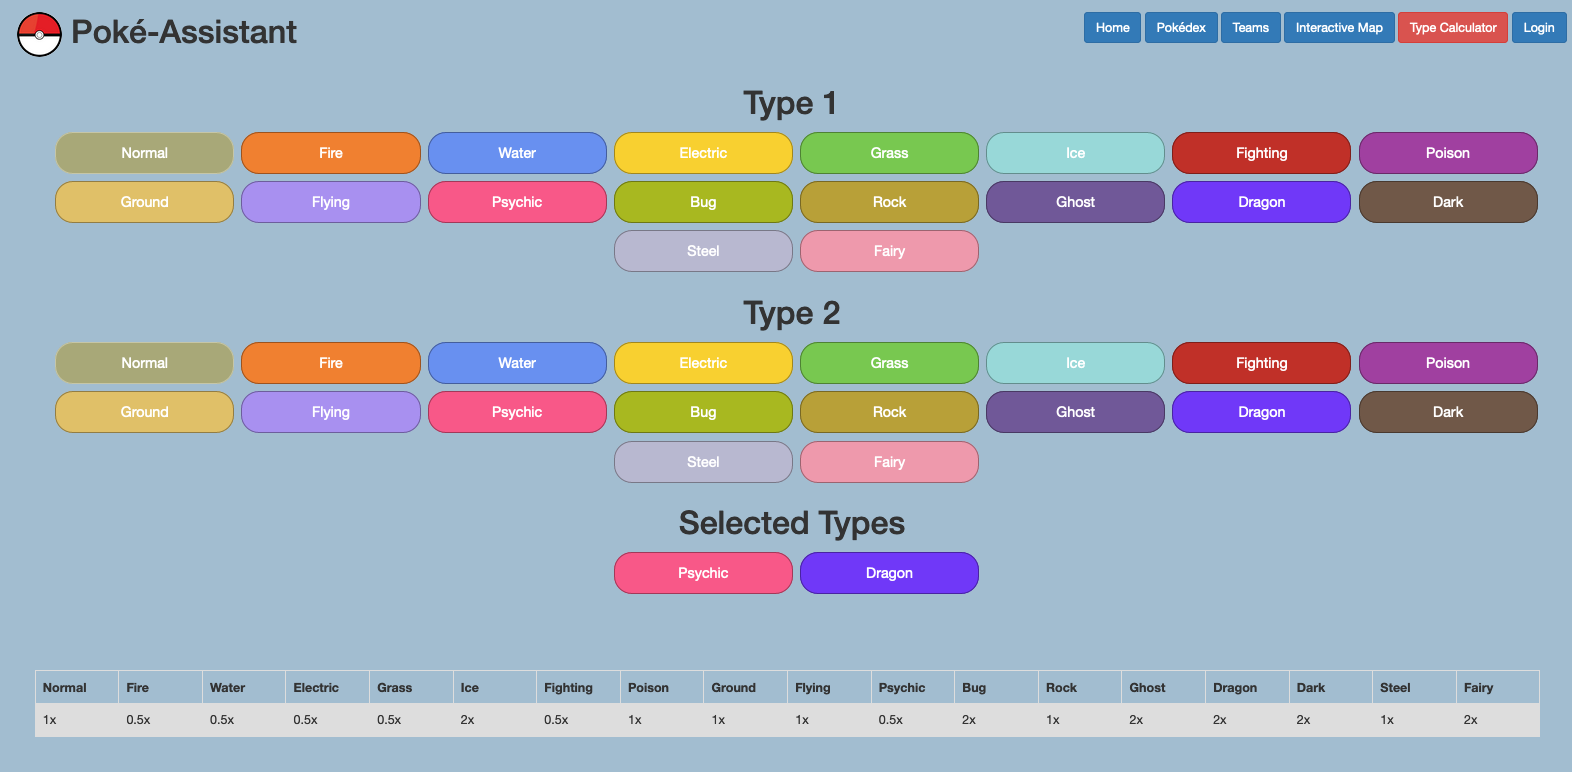 Poké-Assistant
Home Pokédex Teams Interactive Map Type Calculator Login
Type 1
Normal Fire Water Electric Grass Ice Fighting Poison
Ground Flying Psychic Bug Rock Ghost Dragon Dark
Steel Fairy
Type 2
Normal Fire Water Electric Grass Ice Fighting Poison
Ground Flying Psychic Bug Rock Ghost Dragon Dark
Steel Fairy
Selected Types
Psychic Dragon
Normal Fire Water Electric Grass Ice Fighting Poison Ground Flying Psychic Bug Rock Ghost Dragon Dark Steel Fairy
1x 0.5x 0.5x 0.5x 0.5x 2x 0.5x 1x 1x 1x 0.5x 2x 1x 2x 2x 2x 1x 2x